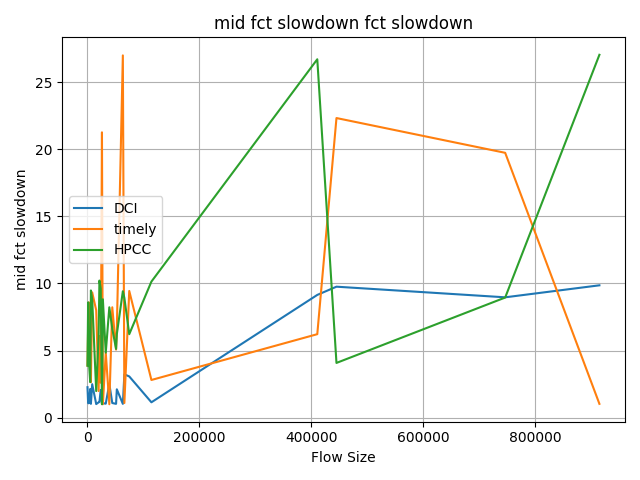 mid fct slowdown fct slowdown
mid fct slowdown
25
20
15
10
5
0
DCI
timely
HPCC
0 200000 400000 600000 800000
Flow Size